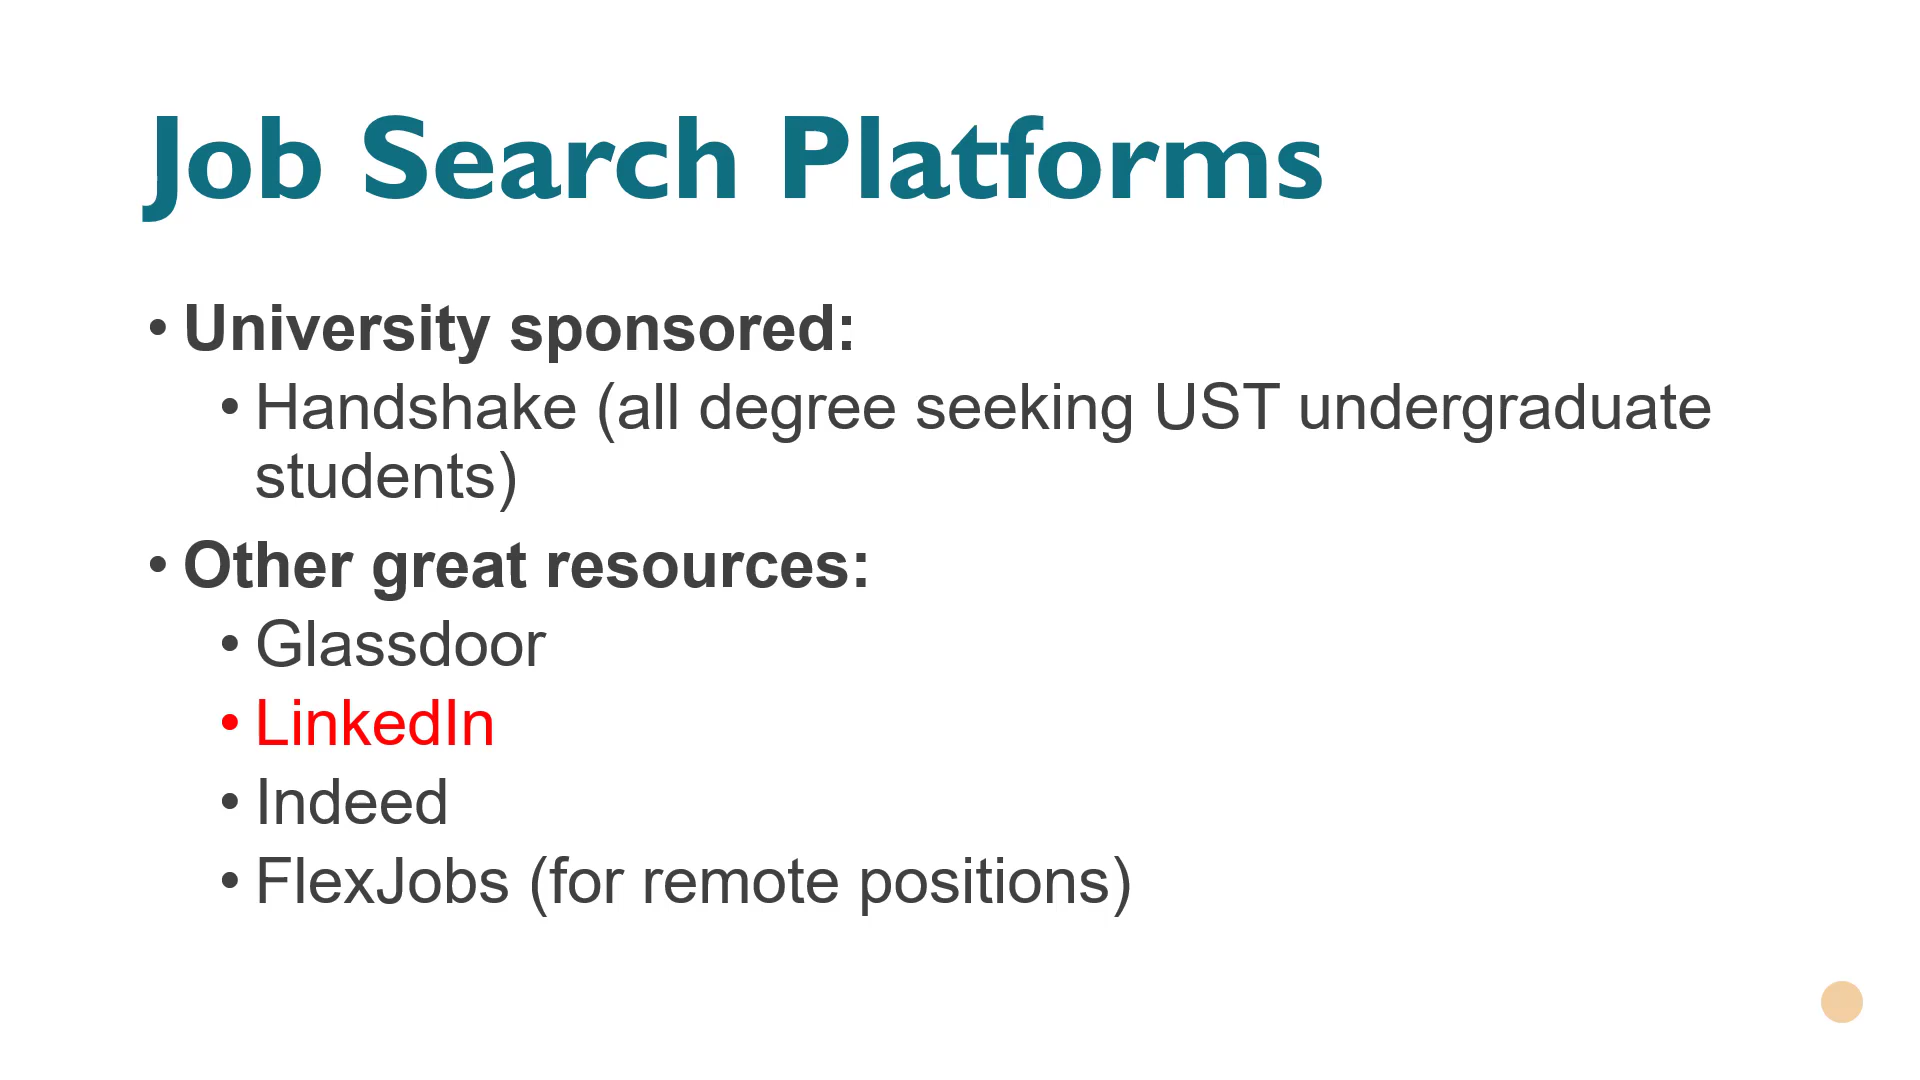 Job Search Platforms
• University sponsored:
• Handshake (all degree seeking UST undergraduate
students)
• Other great resources:
• Glassdoor
• LinkedIn
• Indeed
• FlexJobs (for remote positions)